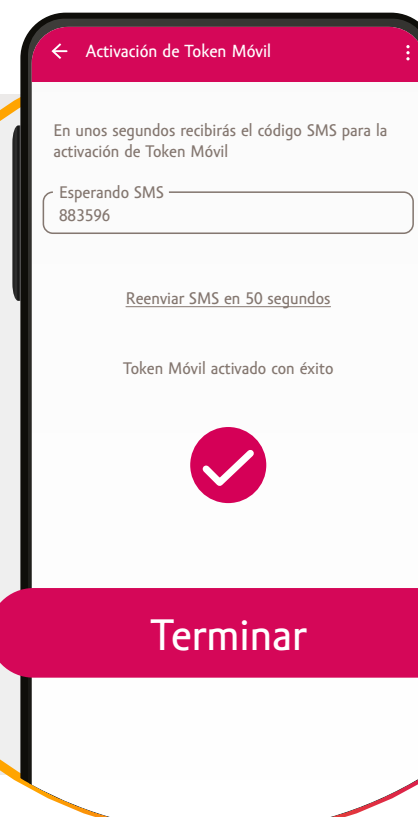 Activación de Token Móvil
En unos segundos recibirás el código SMS para la
activación de Token Móvil
Esperando SMS
883596
Reenviar SMS en 50 segundos
Token Móvil activado con éxito
Terminar